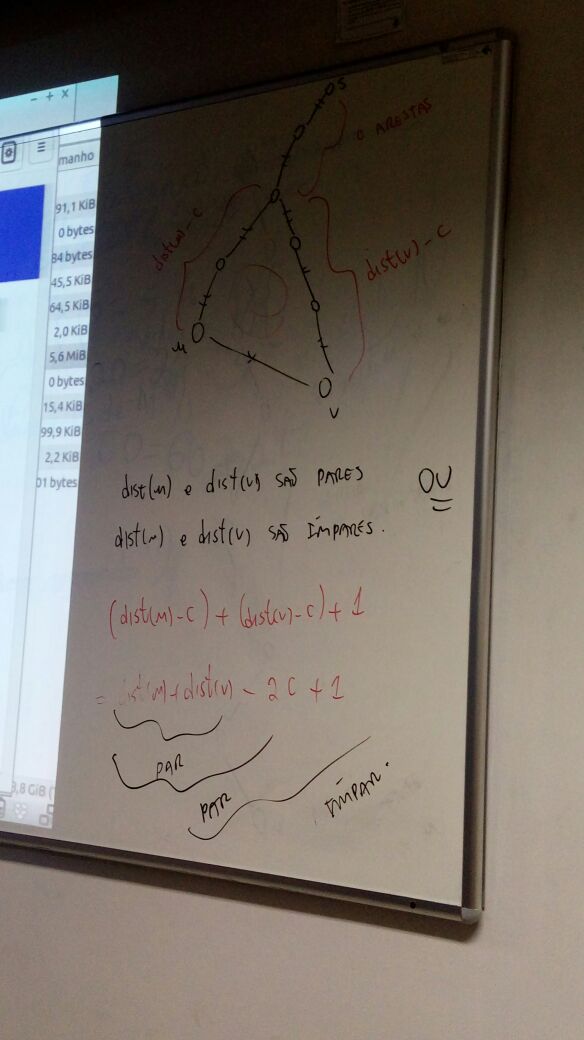 manho
91,1 KiB
0 bytes
84 bytes
45,5 KiB
64,5 KiB
2,0 KiB
5,6 MiB
0 bytes
15,4 KiB
99,9 KiB
2,2 KiB
01 bytes
3,8 GiB
S
ARESTAS
dist(u)-c
dist(v)-c
u
v
dist(u) e dist(v) SÃO PARES
OU
dist(u) e dist(v) SÃO ÍMPARES.
(dist(u)-c)+(dist(v)-c)+1
= dist(u)+dist(v)-2c+1
PAR
PAR
ÍMPAR.